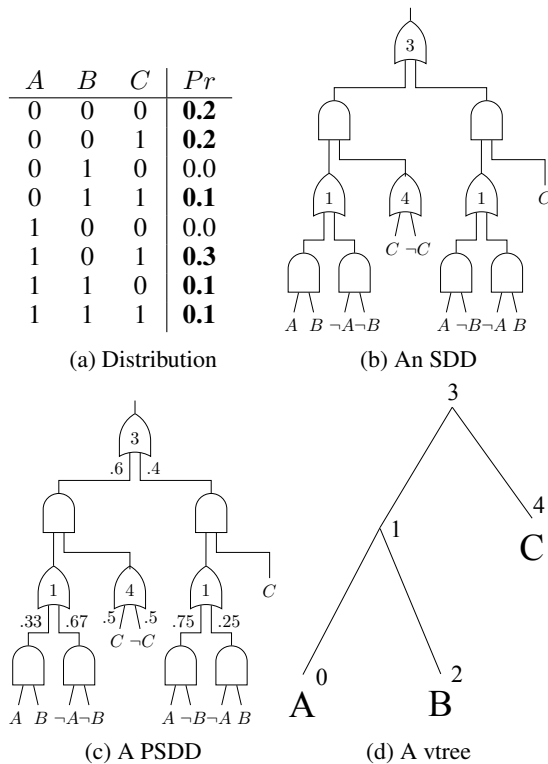 A B C Pr
0 0 0 0.2
0 0 1 0.2
0 1 0 0.0
0 1 1 0.1
1 0 0 0.0
1 0 1 0.3
1 1 0 0.1
1 1 1 0.1
(a) Distribution
3
1 4 1 C
C ¬C
A B ¬A¬B A ¬B¬A B
(b) An SDD
3
.6 .4
1 4 1 C
.33 .67 .5 .5 .75 .25
C ¬C
A B ¬A¬B A ¬B¬A B
(c) A PSDD
3
4
1
C
0 2
A B
(d) A vtree